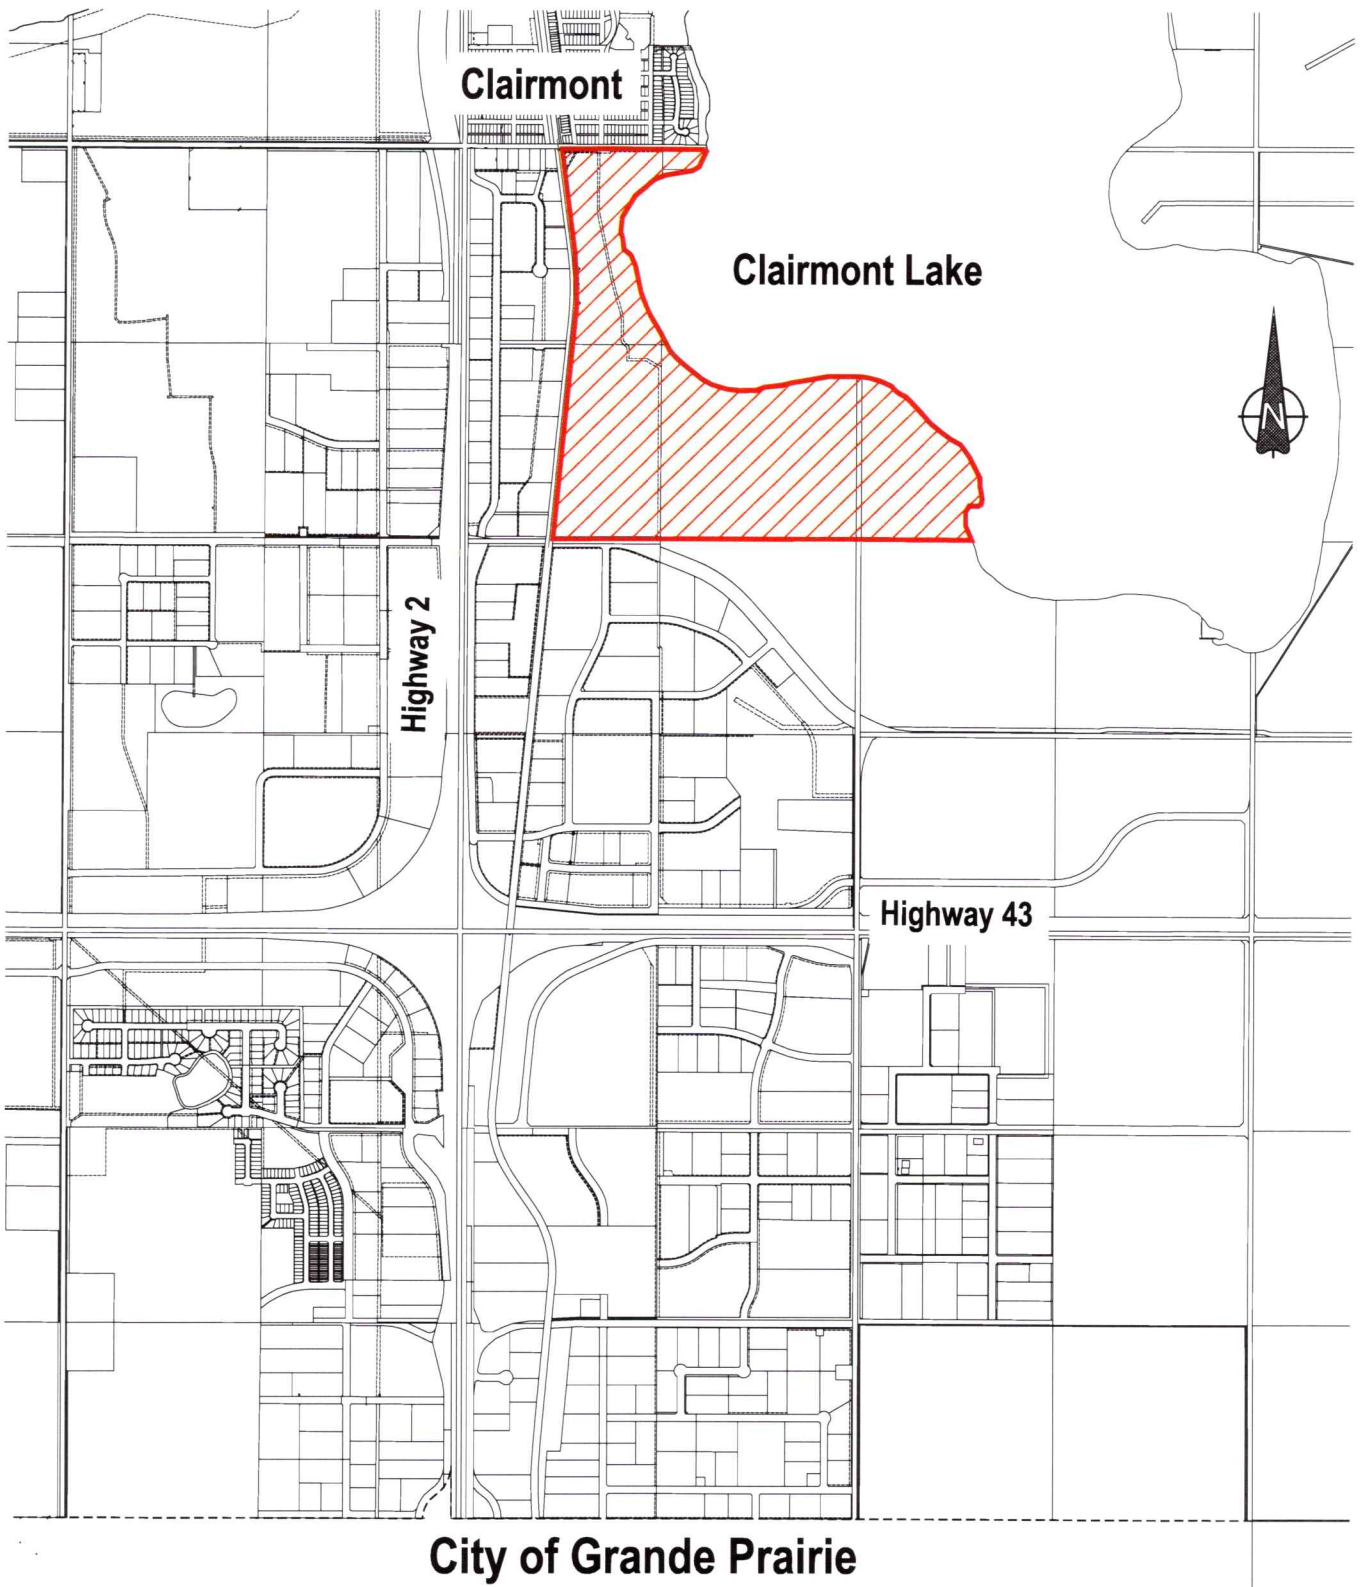 Clairmont
Clairmont Lake
N
Highway 2
Highway 43
City of Grande Prairie